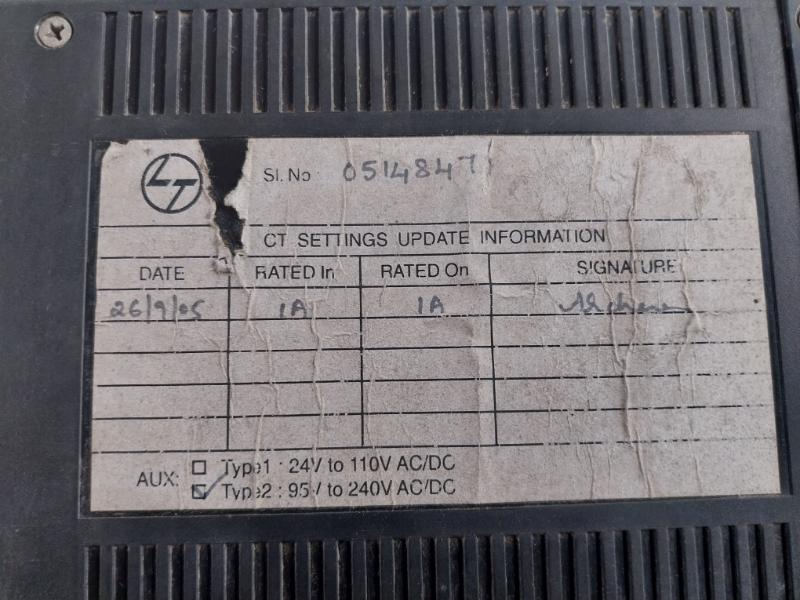 LT
Sl. No 0514847
CT SETTINGS UPDATE INFORMATION
DATE RATED In RATED On SIGNATURE
26/9/05 1A 1A
AUX: Type1 : 24V to 110V AC/DC
Type2 : 95V to 240V AC/DC